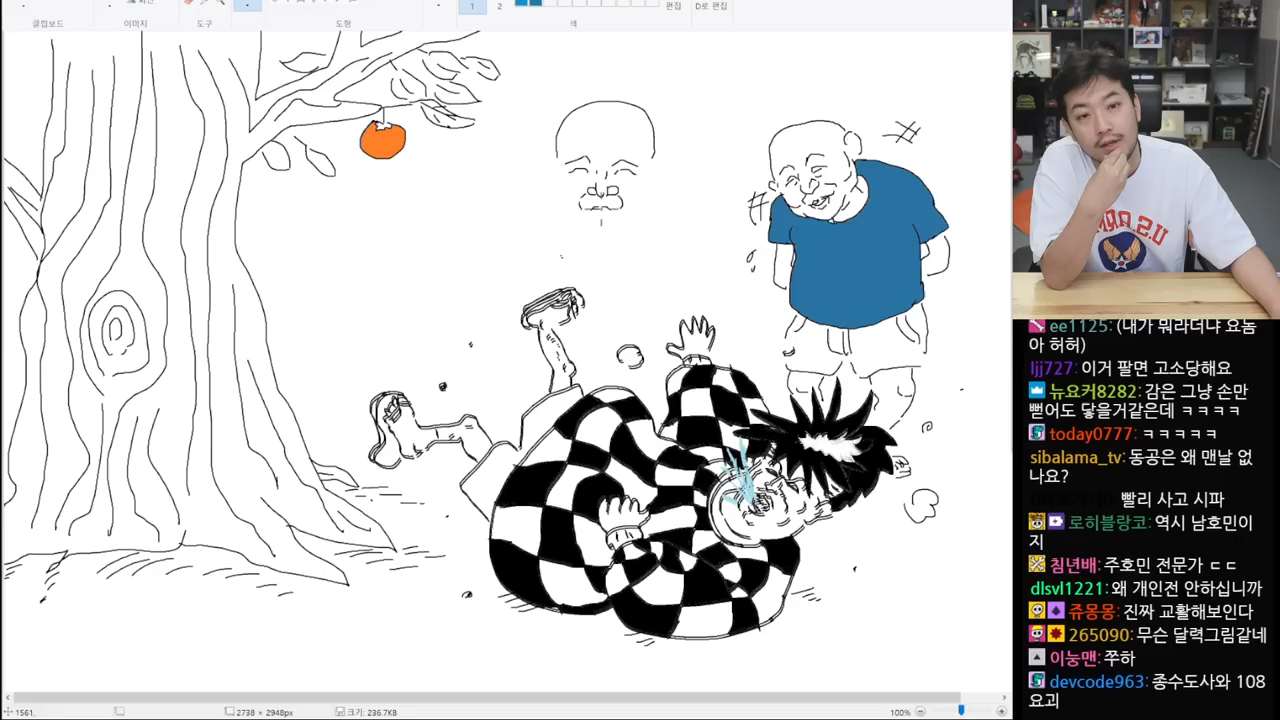 클립보드
이미지
도구
도형
1
2
색
편집
D로 편집
U.S.ARMY
ee1125: (내가 뭐라더냐 요놈
아 허허)
ljj727: 이거 팔면 고소당해요
뉴요커8282: 감은 그냥 손만
뻗어도 닿을거같은데 ㅋㅋㅋㅋ
today0777: ㅋㅋㅋㅋㅋ
sibalama_tv: 동공은 왜 맨날 없
나요?
빨리 사고 시파
로히블랑코: 역시 남호민이
지
침년배: 주호민 전문가 ㄷㄷ
dlsvl1221: 왜 개인전 안하십니까
쥬몽몽: 진짜 교활해보인다
265090: 무슨 달력그림같네
이눙맨: 쭈하
devcode963: 종수도사와 108
요괴
1561,
2738 × 2948px
크기: 236.7KB
100%